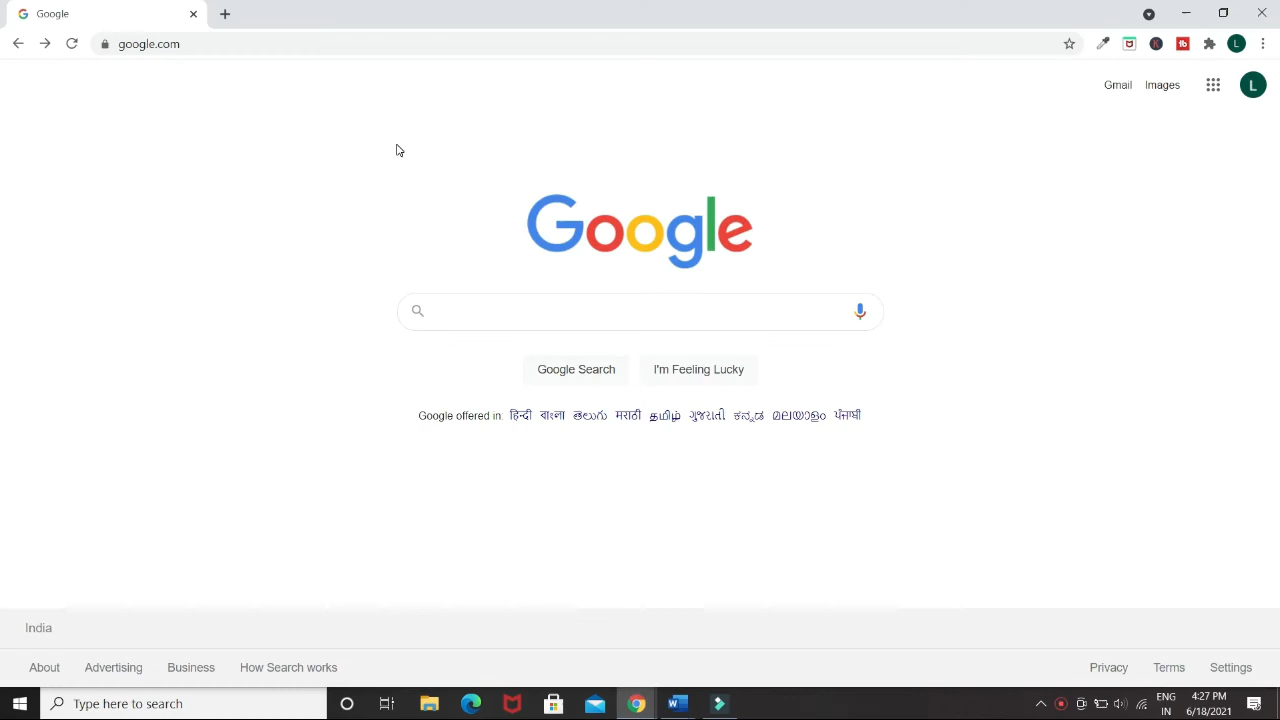 Google
google.com
Gmail Images
L
Google
Google Search I'm Feeling Lucky
Google offered in: हिन्दी বাংলা తెలుగు मराठी தமிழ் ગુજરાતી ಕನ್ನಡ മലയാളം ਪੰਜਾਬੀ
India
About Advertising Business How Search works Privacy Terms Settings
Type here to search
ENG 4:27 PM
IN 6/18/2021